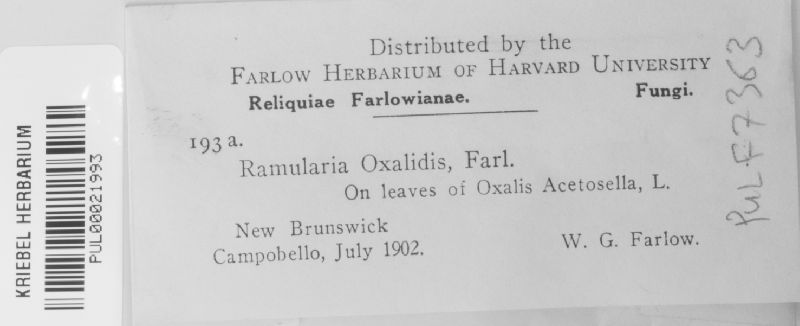 KRIEBEL HERBARIUM
PUL00021993
Distributed by the
FARLOW HERBARIUM OF HARVARD UNIVERSITY
Reliquiae Farlowianae. Fungi.
193 a.
Ramularia Oxalidis, Farl.
On leaves of Oxalis Acetosella, L.
New Brunswick
Campobello, July 1902. W. G. Farlow.
PUL F7363